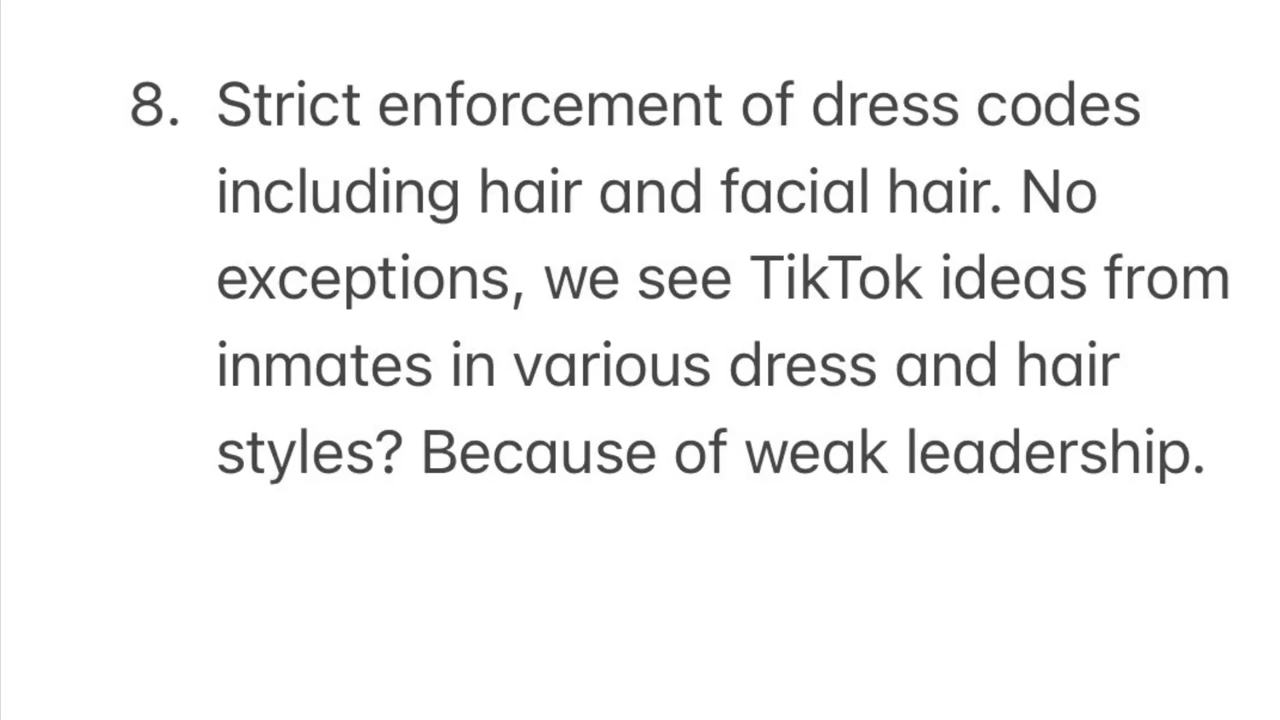 8. Strict enforcement of dress codes
including hair and facial hair. No
exceptions, we see TikTok ideas from
inmates in various dress and hair
styles? Because of weak leadership.